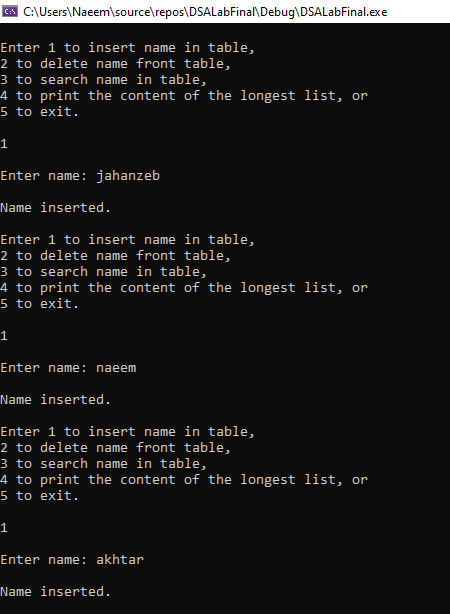 C:\Users\Naeem\source\repos\DSALabFinal\Debug\DSALabFinal.exe
Enter 1 to insert name in table,
2 to delete name front table,
3 to search name in table,
4 to print the content of the longest list, or
5 to exit.
1
Enter name: jahanzeb
Name inserted.
Enter 1 to insert name in table,
2 to delete name front table,
3 to search name in table,
4 to print the content of the longest list, or
5 to exit.
1
Enter name: naeem
Name inserted.
Enter 1 to insert name in table,
2 to delete name front table,
3 to search name in table,
4 to print the content of the longest list, or
5 to exit.
1
Enter name: akhtar
Name inserted.